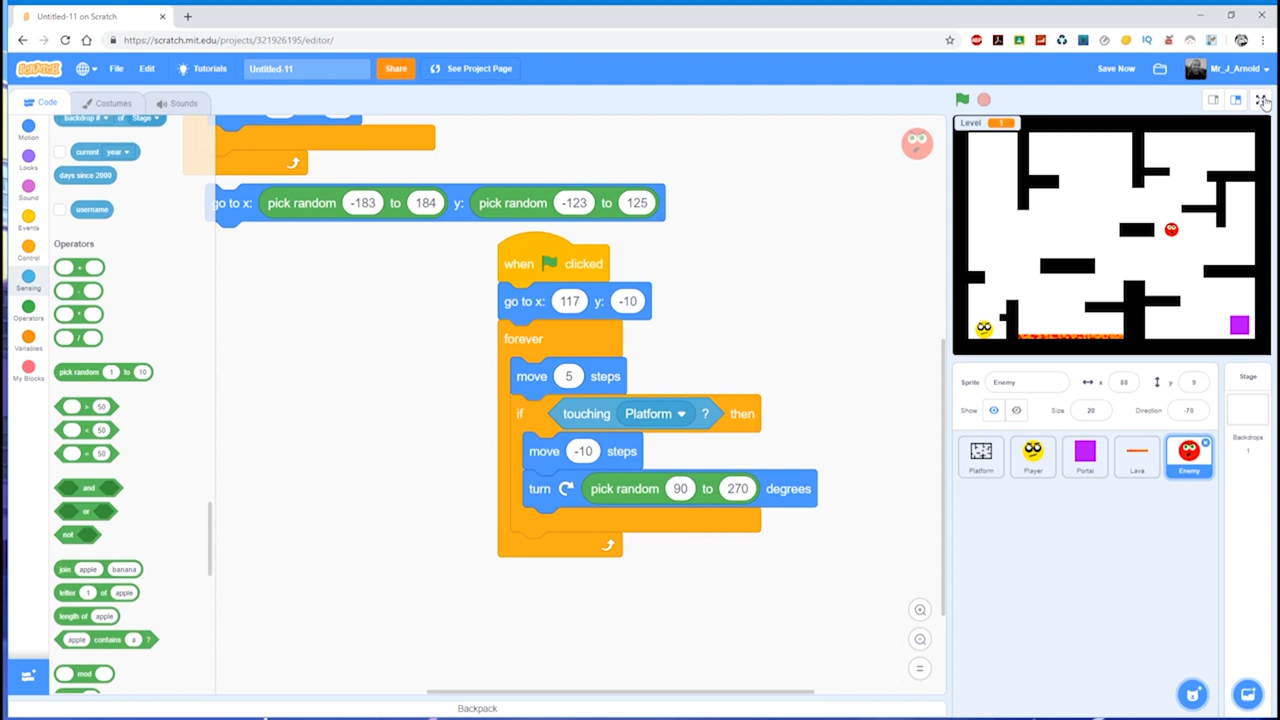 Untitled-11 on Scratch
https://scratch.mit.edu/projects/321926195/editor/
SCRATCH File Edit Tutorials Untitled-11 Share See Project Page Save Now Mr_J_Arnold
Code Costumes Sounds
Motion
Looks
Sound
Events
Control
Sensing
Operators
Variables
My Blocks
backdrop # of Stage
current year
days since 2000
username
Operators
+
-
*
/
pick random 1 to 10
> 50
< 50
= 50
and
or
not
join apple banana
letter 1 of apple
length of apple
apple contains a ?
mod
go to x: pick random -183 to 184 y: pick random -123 to 125
when clicked
go to x: 117 y: -10
forever
move 5 steps
if touching Platform ? then
move -10 steps
turn pick random 90 to 270 degrees
Backpack
Level 1
Sprite Enemy x 88 y 9
Show Size 20 Direction -70
Platform Player Portal Lava Enemy
Stage
Backdrops
1